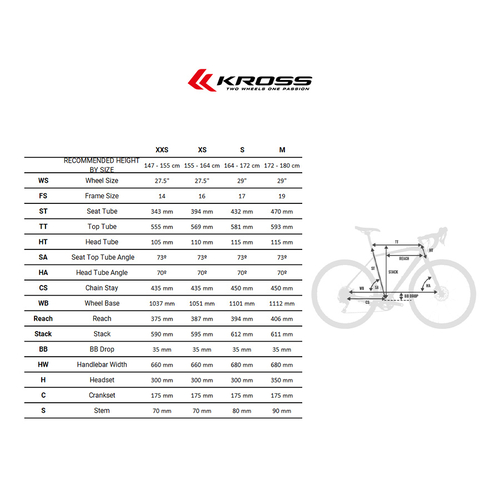 KROSS
TWO WHEELS ONE PASSION
XXS XS S M
RECOMMENDED HEIGHT BY SIZE 147 - 155 cm 155 - 164 cm 164 - 172 cm 172 - 180 cm
WS Wheel Size 27.5" 27.5" 29" 29"
FS Frame Size 14 16 17 19
ST Seat Tube 343 mm 394 mm 432 mm 470 mm
TT Top Tube 555 mm 569 mm 581 mm 593 mm
HT Head Tube 105 mm 110 mm 115 mm 115 mm
SA Seat Top Tube Angle 73º 73º 73º 73º
HA Head Tube Angle 70º 70º 70º 70º
CS Chain Stay 435 mm 435 mm 450 mm 450 mm
WB Wheel Base 1037 mm 1051 mm 1101 mm 1112 mm
Reach Reach 375 mm 387 mm 394 mm 406 mm
Stack Stack 590 mm 595 mm 612 mm 611 mm
BB BB Drop 35 mm 35 mm 35 mm 35 mm
HW Handlebar Width 660 mm 660 mm 680 mm 680 mm
H Headset 300 mm 300 mm 300 mm 350 mm
C Crankset 175 mm 175 mm 175 mm 175 mm
S Stem 70 mm 70 mm 80 mm 90 mm
REACH
ST
STACK
WB
SA
HA
BB DROP
CS